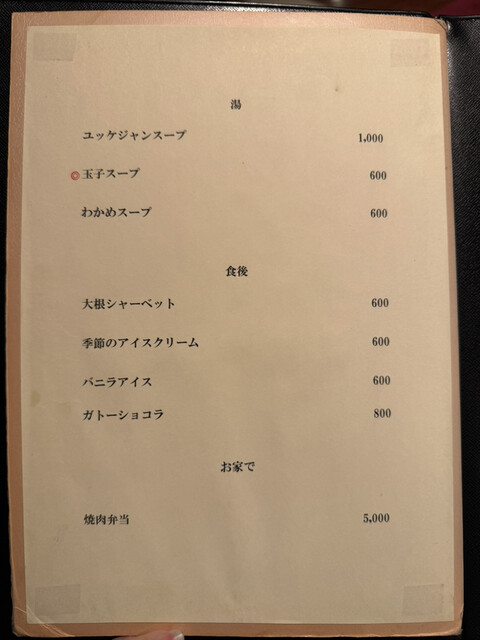 湯
ユッケジャンスープ 1,000
玉子スープ 600
わかめスープ 600
食後
大根シャーベット 600
季節のアイスクリーム 600
バニラアイス 600
ガトーショコラ 800
お家で
焼肉弁当 5,000